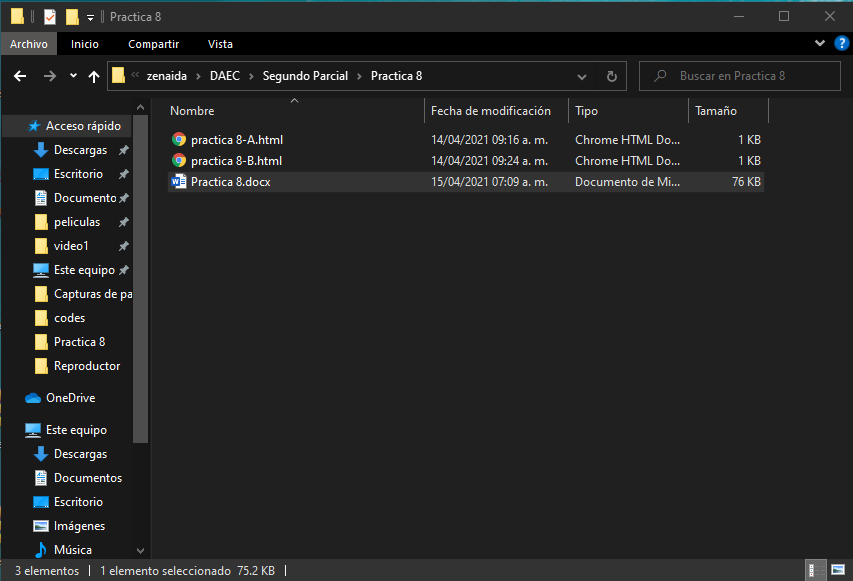 Practica 8
Archivo Inicio Compartir Vista
zenaida > DAEC > Segundo Parcial > Practica 8
Buscar en Practica 8
Nombre Fecha de modificación Tipo Tamaño
practica 8-A.html 14/04/2021 09:16 a. m. Chrome HTML Do... 1 KB
practica 8-B.html 14/04/2021 09:24 a. m. Chrome HTML Do... 1 KB
Practica 8.docx 15/04/2021 07:09 a. m. Documento de Mi... 76 KB
Acceso rápido
Descargas
Escritorio
Documento
peliculas
video1
Este equipo
Capturas de pa
codes
Practica 8
Reproductor
OneDrive
Este equipo
Descargas
Documentos
Escritorio
Imágenes
Música
3 elementos | 1 elemento seleccionado 75.2 KB |